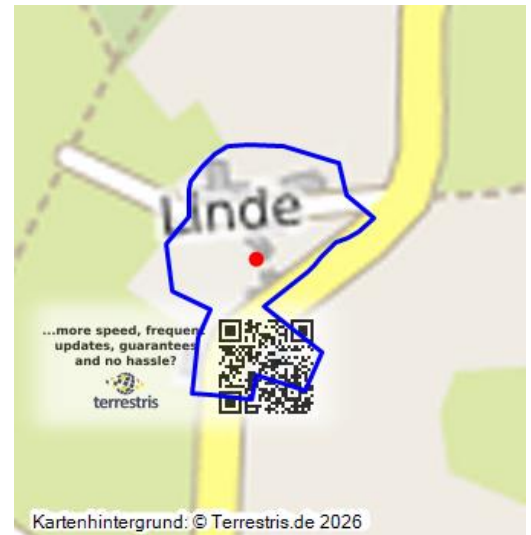 Linde
...more speed, frequent
updates, guarantees
and no hassle?
terrestris
Kartenhintergrund: © Terrestris.de 2026